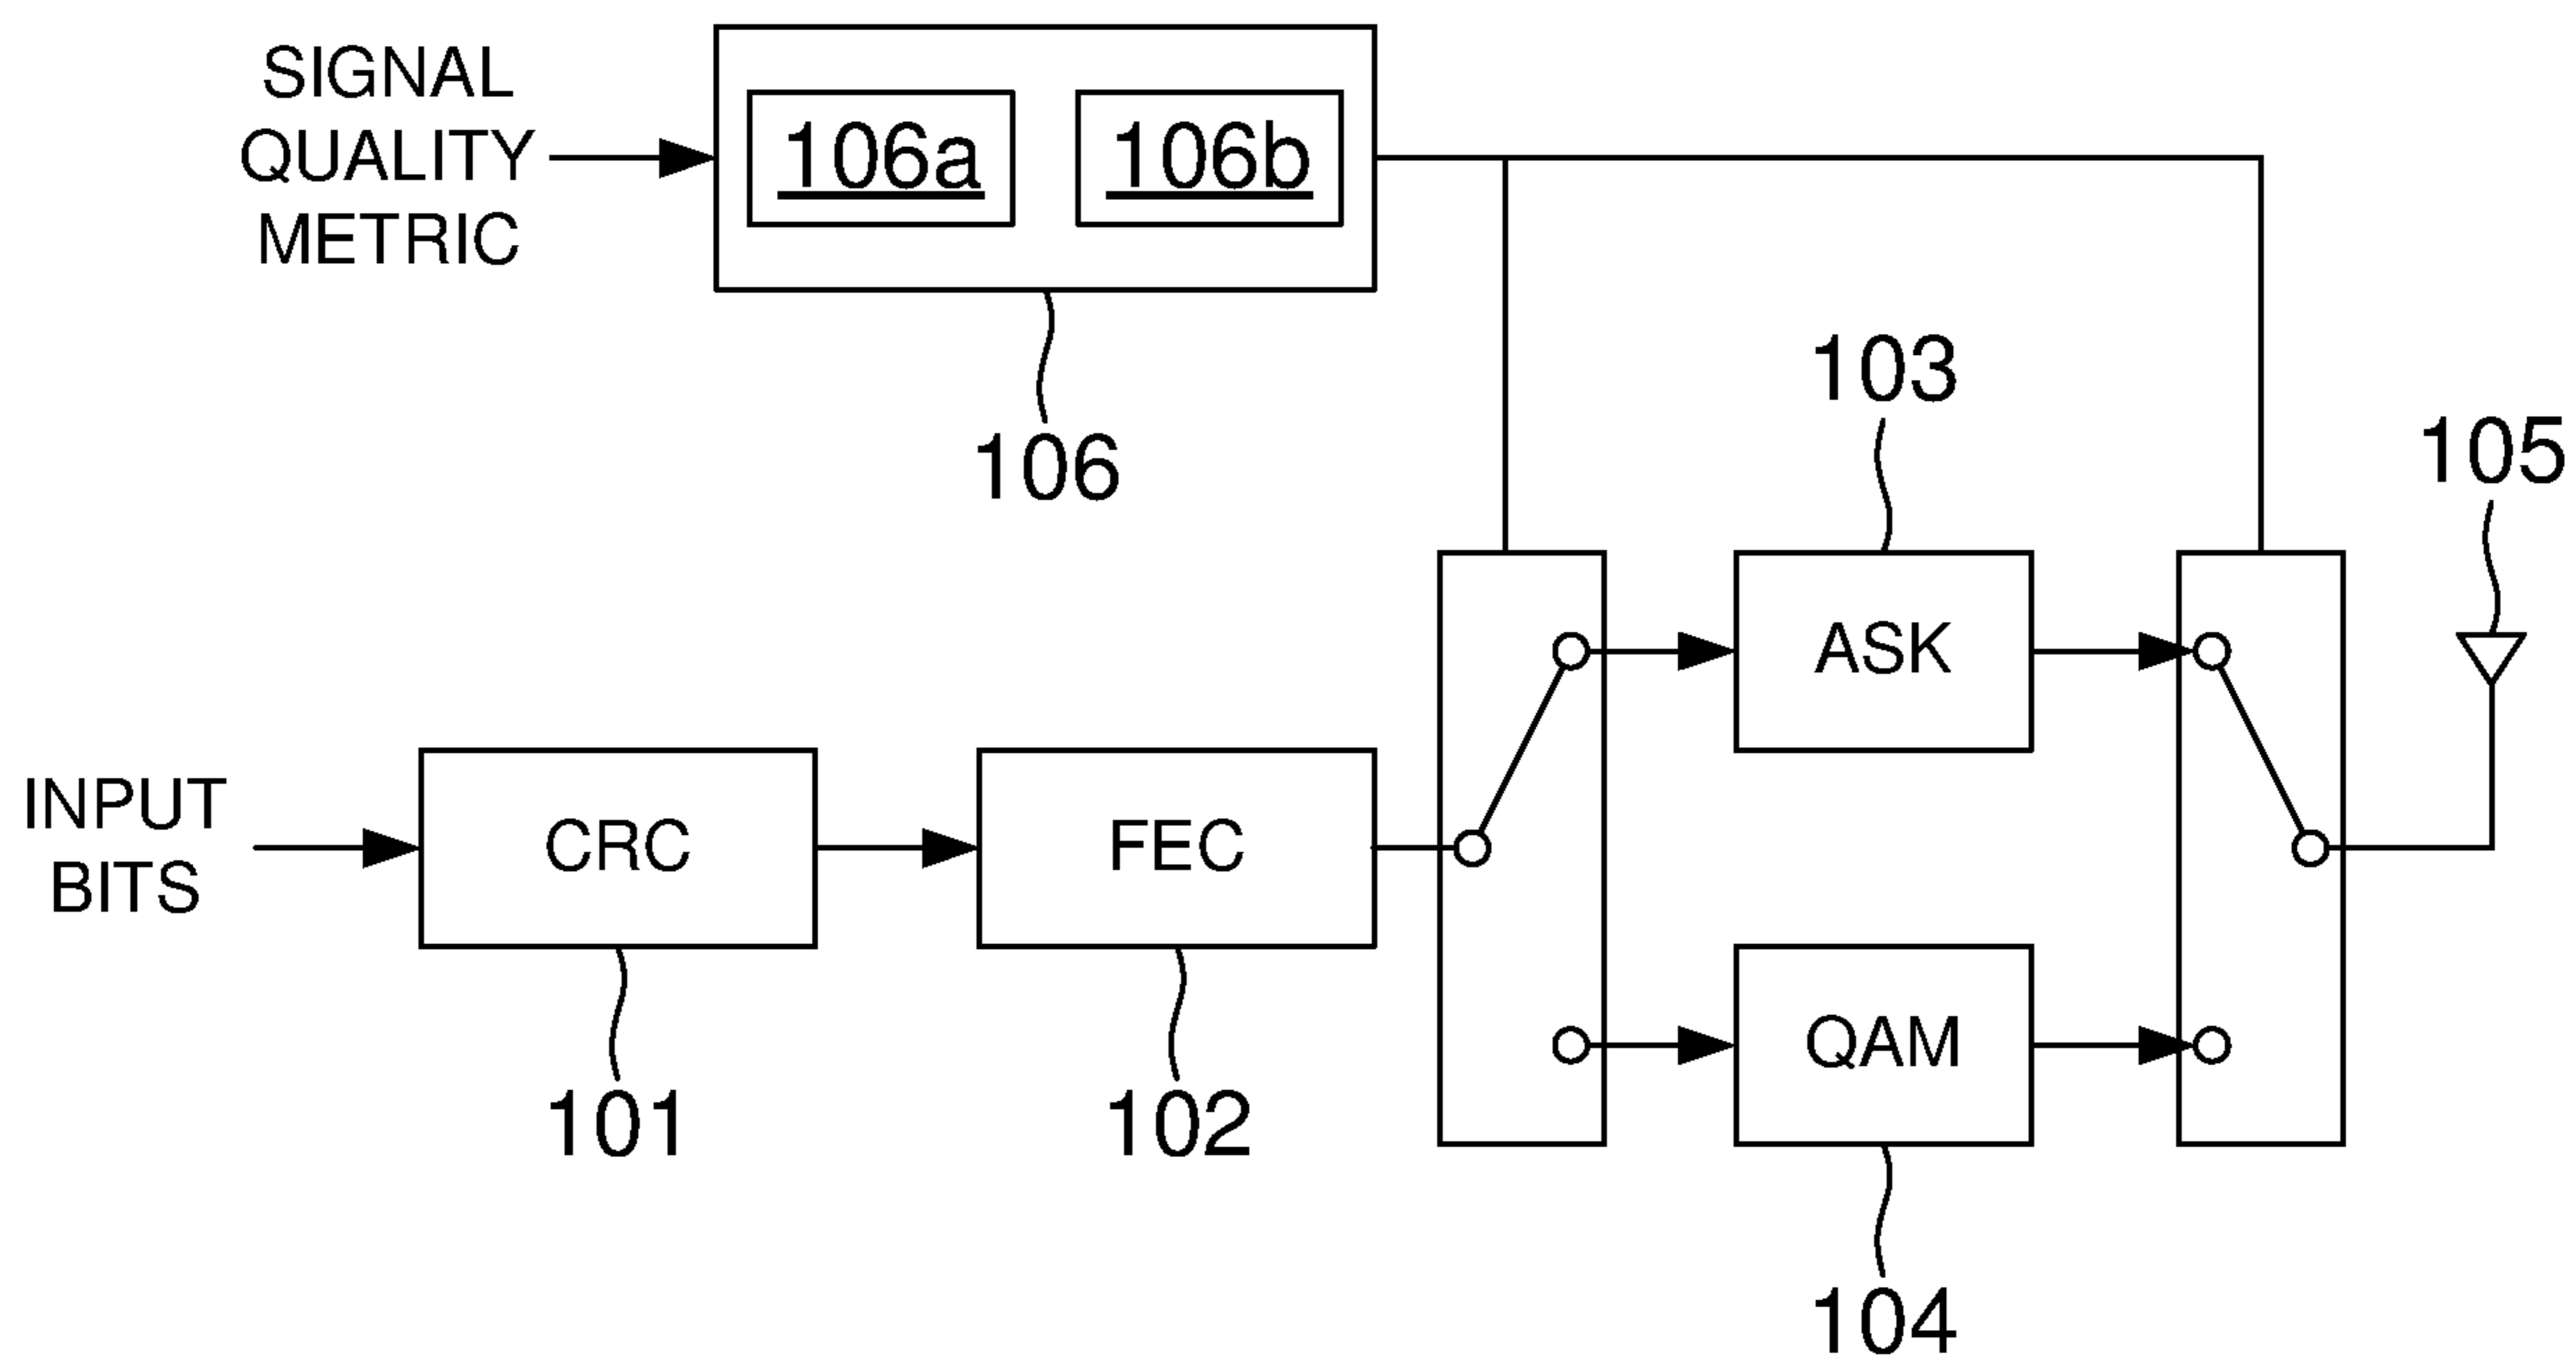 SIGNAL
QUALITY
METRIC
106a
106b
106
103
105
ASK
INPUT
BITS
CRC
FEC
QAM
101
102
104